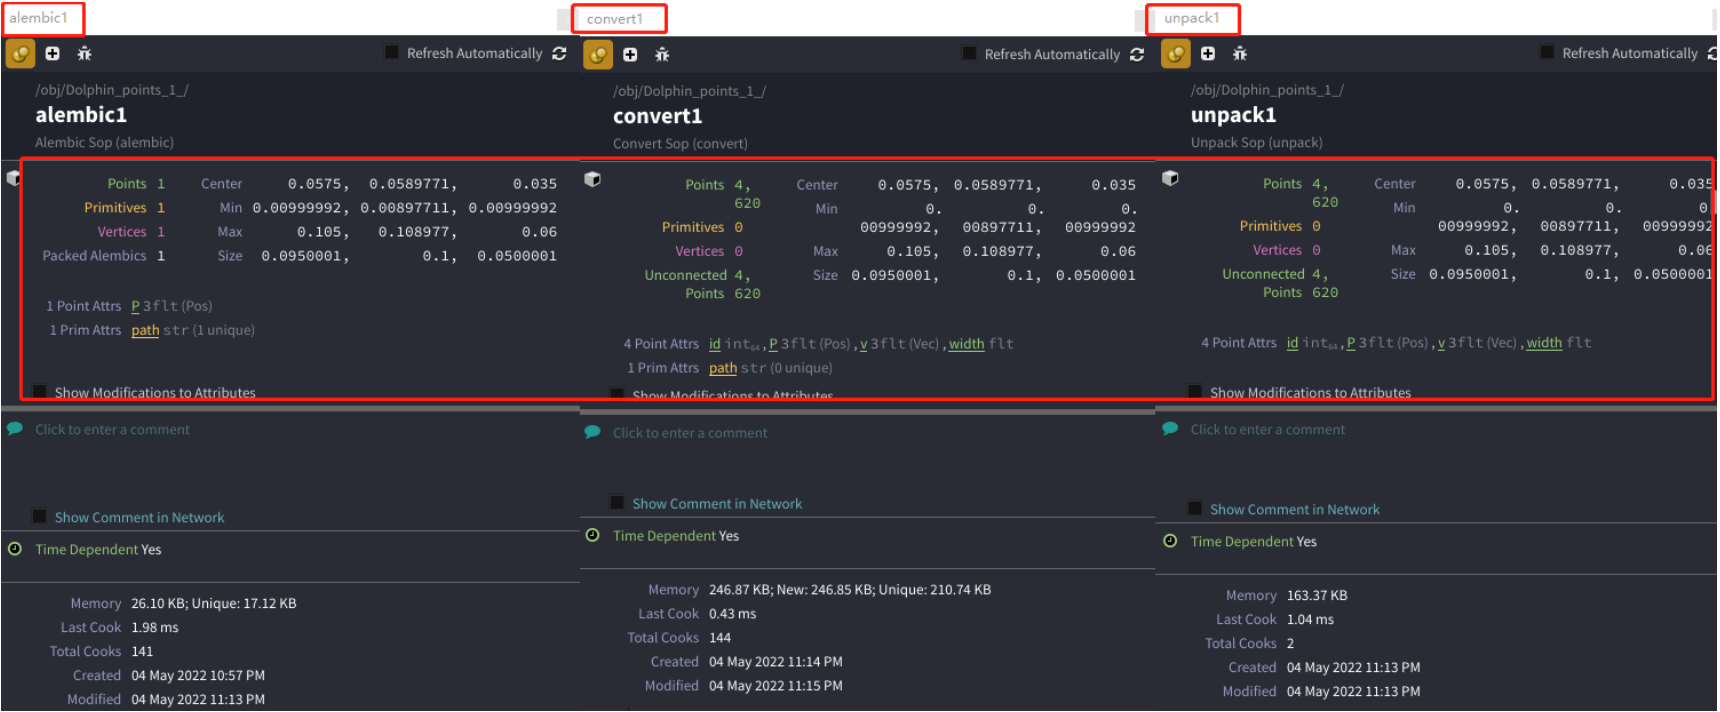 alembic1
Refresh Automatically
/obj/Dolphin_points_1_/
alembic1
Alembic Sop (alembic)
Points 1 Center 0.0575, 0.0589771, 0.035
Primitives 1 Min 0.00999992, 0.00897711, 0.00999992
Vertices 1 Max 0.105, 0.108977, 0.06
Packed Alembics 1 Size 0.0950001, 0.1, 0.0500001
1 Point Attrs P 3flt (Pos)
1 Prim Attrs path str (1 unique)
Show Modifications to Attributes
Click to enter a comment
Show Comment in Network
Time Dependent Yes
Memory 26.10 KB; Unique: 17.12 KB
Last Cook 1.98 ms
Total Cooks 141
Created 04 May 2022 10:57 PM
Modified 04 May 2022 11:13 PM
convert1
Refresh Automatically
/obj/Dolphin_points_1_/
convert1
Convert Sop (convert)
Points 4, Center 0.0575, 0.0589771, 0.035
620 Min 0. 0. 0.
Primitives 0 00999992, 00897711, 00999992
Vertices 0 Max 0.105, 0.108977, 0.06
Unconnected 4, Size 0.0950001, 0.1, 0.0500001
Points 620
4 Point Attrs id int64, P 3flt (Pos), v 3flt (Vec), width flt
1 Prim Attrs path str (0 unique)
Show Modifications to Attributes
Click to enter a comment
Show Comment in Network
Time Dependent Yes
Memory 246.87 KB; New: 246.85 KB; Unique: 210.74 KB
Last Cook 0.43 ms
Total Cooks 144
Created 04 May 2022 11:14 PM
Modified 04 May 2022 11:15 PM
unpack1
Refresh Automatically
/obj/Dolphin_points_1_/
unpack1
Unpack Sop (unpack)
Points 4, Center 0.0575, 0.0589771, 0.035
620 Min 0. 0. 0
Primitives 0 00999992, 00897711, 00999992
Vertices 0 Max 0.105, 0.108977, 0.06
Unconnected 4, Size 0.0950001, 0.1, 0.0500001
Points 620
4 Point Attrs id int64, P 3flt (Pos), v 3flt (Vec), width flt
Show Modifications to Attributes
Click to enter a comment
Show Comment in Network
Time Dependent Yes
Memory 163.37 KB
Last Cook 1.04 ms
Total Cooks 2
Created 04 May 2022 11:13 PM
Modified 04 May 2022 11:13 PM